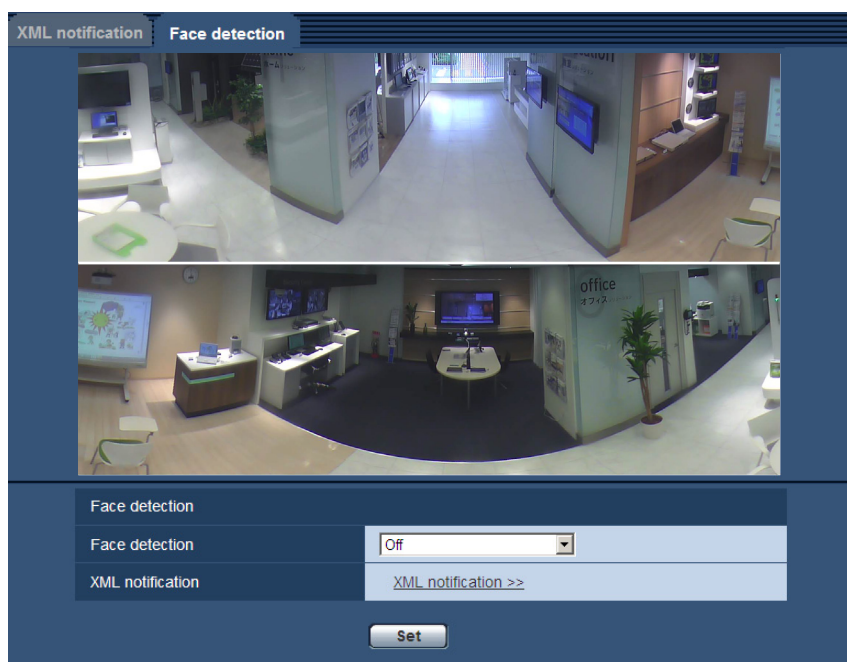 XML notification
Face detection
office
オフィス
Face detection
Face detection
Off
XML notification
XML notification >>
Set